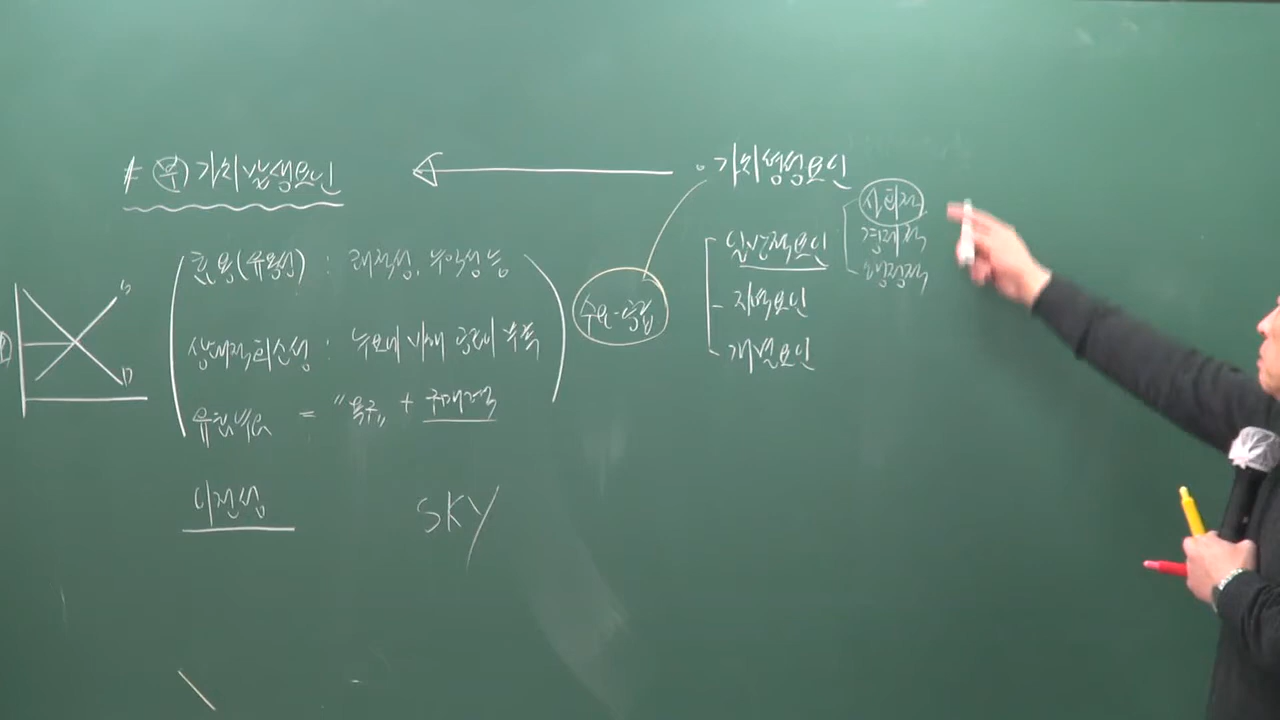 # 부) 가치발생요인
효용(유용성) : 쾌적성, 수익성 등
상대적희소성 : 수요에 비해 공급이 부족
유효수요 = "욕구" + 구매력
이전성
SKY
S
D
수요-공급
· 가치형성요인
일반적요인
지역요인
개별요인
사회적
경제적
행정적